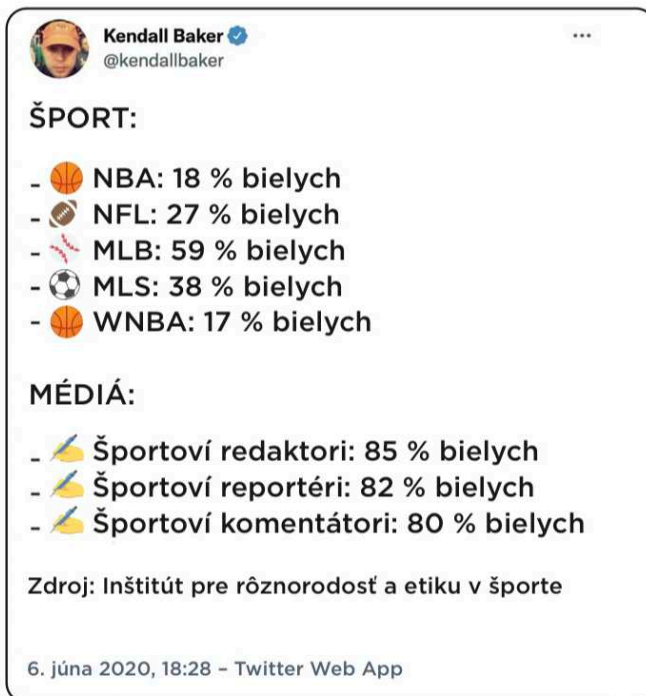 Kendall Baker
@kendallbaker
ŠPORT:
- 🏀 NBA: 18 % bielych
- 🏈 NFL: 27 % bielych
- ⚾ MLB: 59 % bielych
- ⚽ MLS: 38 % bielych
- 🏀 WNBA: 17 % bielych
MÉDIÁ:
- ✍️ Športoví redaktori: 85 % bielych
- ✍️ Športoví reportéri: 82 % bielych
- ✍️ Športoví komentátori: 80 % bielych
Zdroj: Inštitút pre rôznorodosť a etiku v športe
6. júna 2020, 18:28 – Twitter Web App